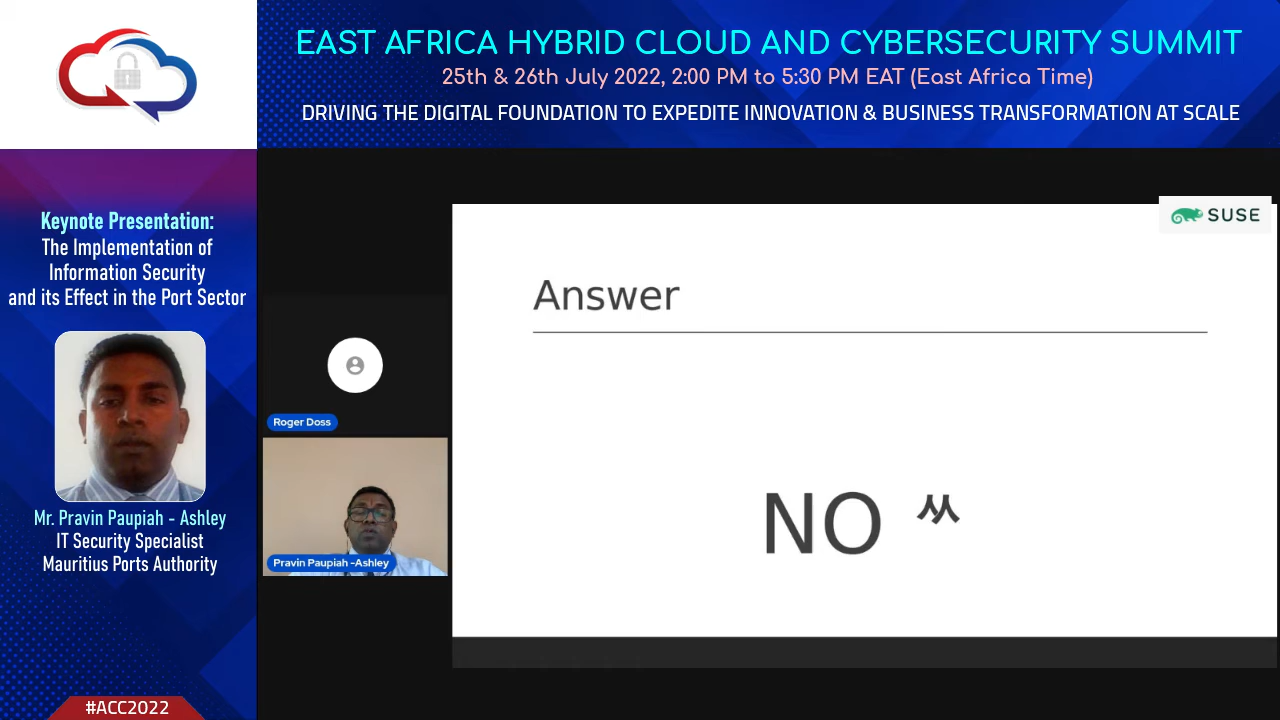 EAST AFRICA HYBRID CLOUD AND CYBERSECURITY SUMMIT
25th & 26th July 2022, 2:00 PM to 5:30 PM EAT (East Africa Time)
DRIVING THE DIGITAL FOUNDATION TO EXPEDITE INNOVATION & BUSINESS TRANSFORMATION AT SCALE
Keynote Presentation:
The Implementation of
Information Security
and its Effect in the Port Sector
Mr. Pravin Paupiah - Ashley
IT Security Specialist
Mauritius Ports Authority
#ACC2022
Roger Doss
Pravin Paupiah -Ashley
SUSE
Answer
NO ᄊ